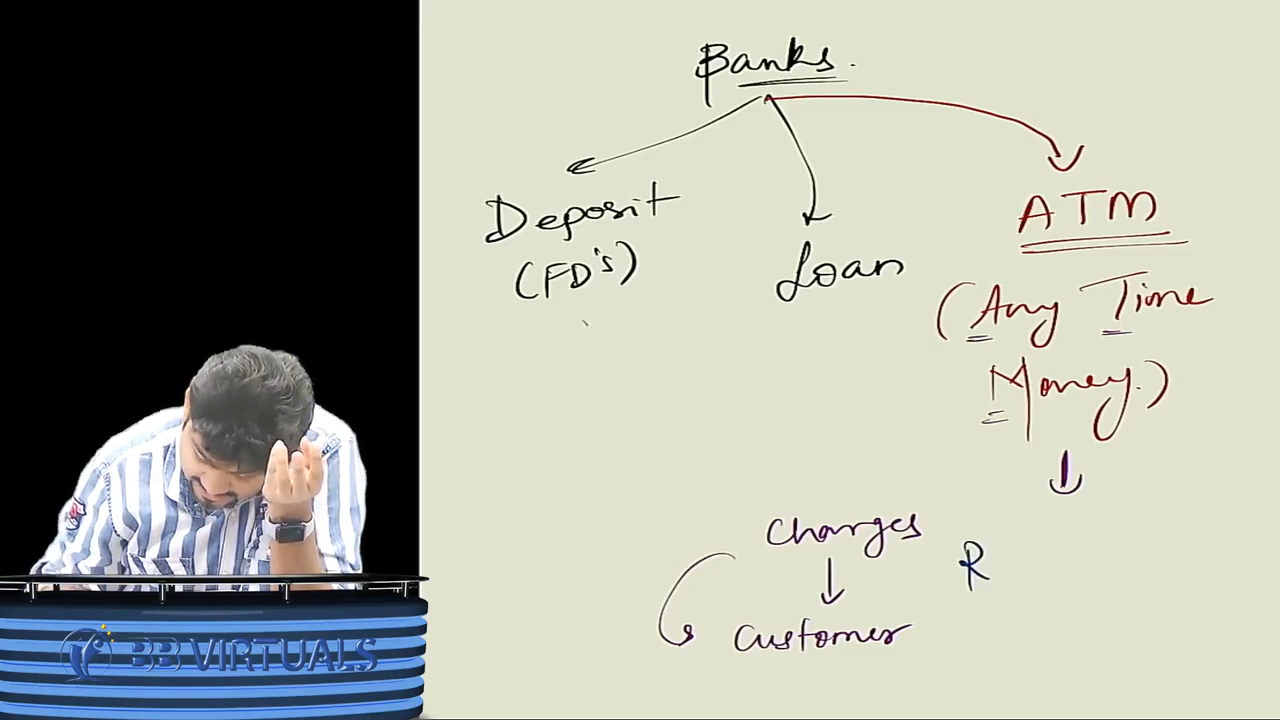 Banks.
Deposit
(FD's)
Loan
ATM
(Any Time
Money.)
Charges
R
Customer
BB VIRTUALS